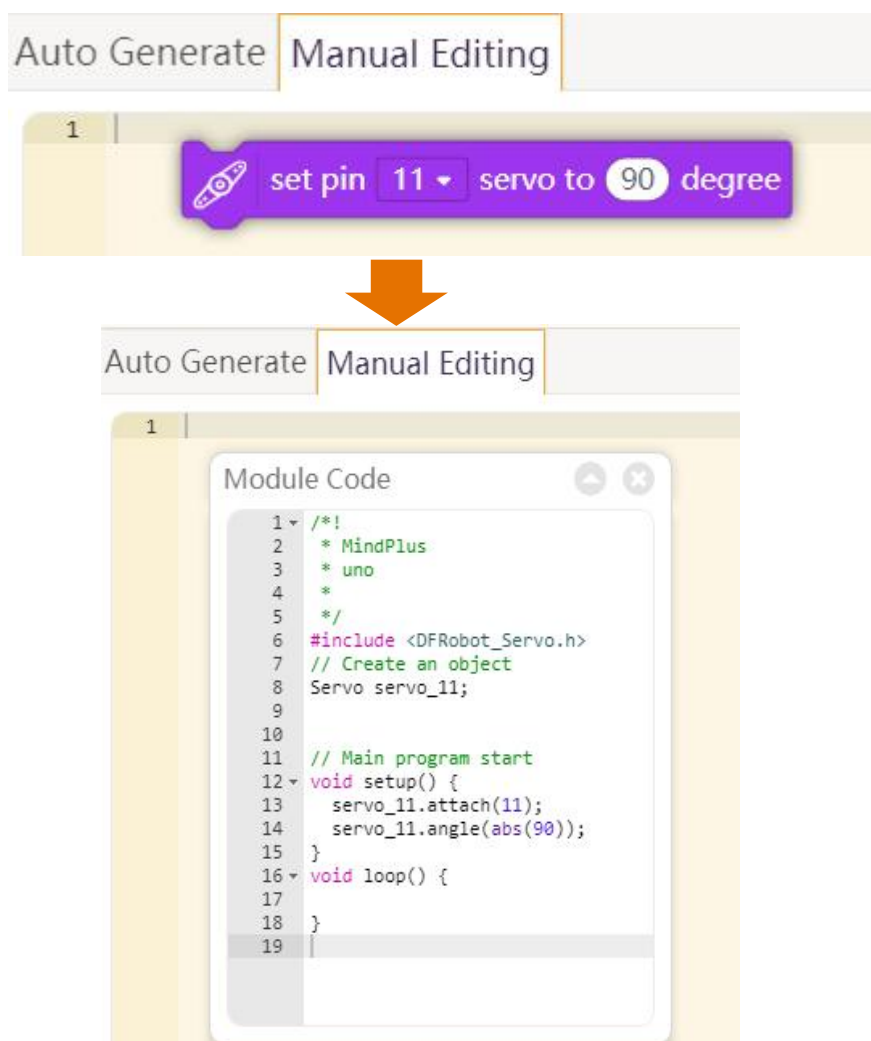 Auto Generate Manual Editing
1
set pin 11 servo to 90 degree
Auto Generate Manual Editing
1
Module Code
1 /*!
2 * MindPlus
3 * uno
4 *
5 */
6 #include <DFRobot_Servo.h>
7 // Create an object
8 Servo servo_11;
9
10
11 // Main program start
12 void setup() {
13 servo_11.attach(11);
14 servo_11.angle(abs(90));
15 }
16 void loop() {
17
18 }
19